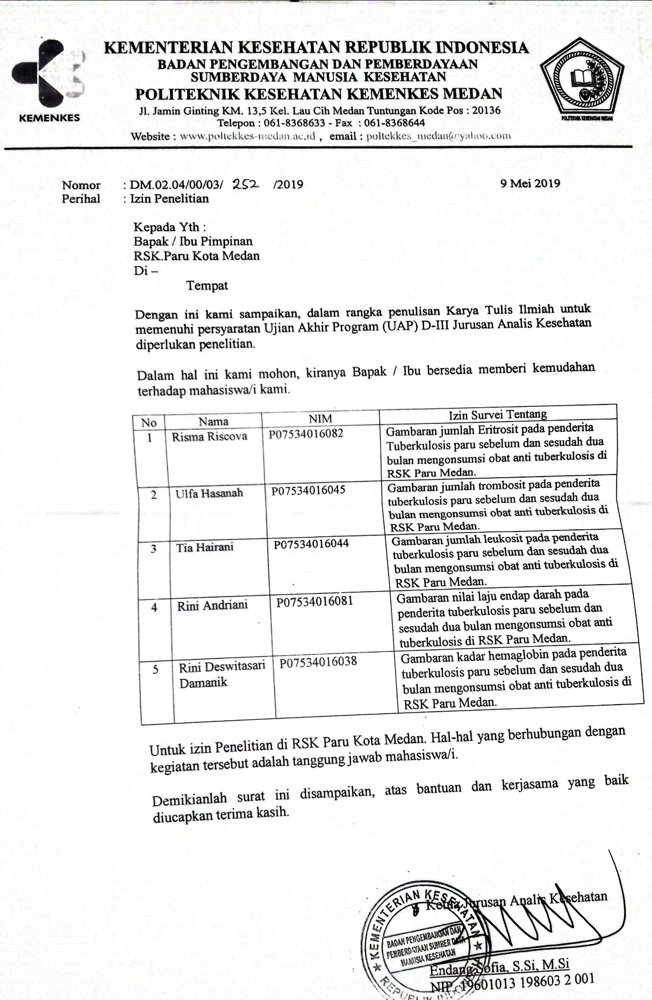 KEMENTERIAN KESEHATAN REPUBLIK INDONESIA
BADAN PENGEMBANGAN DAN PEMBERDAYAAN
SUMBERDAYA MANUSIA KESEHATAN
POLITEKNIK KESEHATAN KEMENKES MEDAN
Jl. Jamin Ginting KM. 13,5 Kel. Lau Cih Medan Tuntungan Kode Pos : 20136
Telepon : 061-8368633 - Fax : 061-8368644
Website : www.poltekkes-medan.ac.id , email : poltekkes_medan@yahoo.com
KEMENKES
POLITEKNIK KESEHATAN MEDAN
Nomor : DM.02.04/00/03/ 252 /2019 9 Mei 2019
Perihal : Izin Penelitian
Kepada Yth :
Bapak / Ibu Pimpinan
RSK.Paru Kota Medan
Di –
Tempat
Dengan ini kami sampaikan, dalam rangka penulisan Karya Tulis Ilmiah untuk
memenuhi persyaratan Ujian Akhir Program (UAP) D-III Jurusan Analis Kesehatan
diperlukan penelitian.
Dalam hal ini kami mohon, kiranya Bapak / Ibu bersedia memberi kemudahan
terhadap mahasiswa/i kami.
No Nama NIM Izin Survei Tentang
1 Risma Riscova P07534016082 Gambaran jumlah Eritrosit pada penderita
Tuberkulosis paru sebelum dan sesudah dua
bulan mengonsumsi obat anti tuberkulosis di
RSK Paru Medan.
2 Ulfa Hasanah P07534016045 Gambaran jumlah trombosit pada penderita
tuberkulosis paru sebelum dan sesudah dua
bulan mengonsumsi obat anti tuberkulosis di
RSK Paru Medan.
3 Tia Hairani P07534016044 Gambaran jumlah leukosit pada penderita
tuberkulosis paru sebelum dan sesudah dua
bulan mengonsumsi obat anti tuberkulosis di
RSK Paru Medan.
4 Rini Andriani P07534016081 Gambaran nilai laju endap darah pada
penderita tuberkulosis paru sebelum dan
sesudah dua bulan mengonsumsi obat anti
tuberkulosis di RSK Paru Medan.
5 Rini Deswitasari P07534016038 Gambaran kadar hemaglobin pada penderita
Damanik tuberkulosis paru sebelum dan sesudah dua
bulan mengonsumsi obat anti tuberkulosis di
RSK Paru Medan.
Untuk izin Penelitian di RSK Paru Kota Medan. Hal-hal yang berhubungan dengan
kegiatan tersebut adalah tanggung jawab mahasiswa/i.
Demikianlah surat ini disampaikan, atas bantuan dan kerjasama yang baik
diucapkan terima kasih.
Ketua Jurusan Analis Kesehatan
KEMENTERIAN KESEHATAN
BADAN PENGEMBANGAN DAN
PEMBERDAYAAN SUMBER DAYA
MANUSIA KESEHATAN
REPUBLIK INDONESIA
Endang Sofia, S.Si, M.Si
NIP. 19601013 198603 2 001